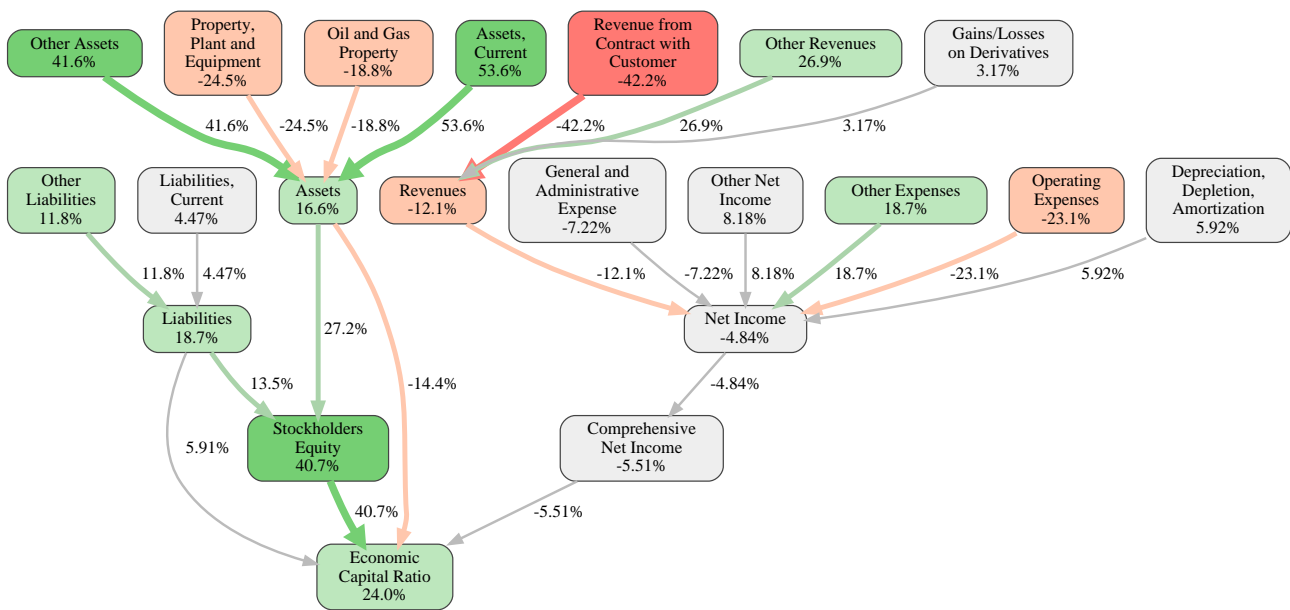 Other Assets
41.6%
Property,
Plant and
Equipment
-24.5%
Oil and Gas
Property
-18.8%
Assets,
Current
53.6%
Revenue from
Contract with
Customer
-42.2%
Other Revenues
26.9%
Gains/Losses
on Derivatives
3.17%
41.6%
-24.5%
-18.8%
53.6%
-42.2%
26.9%
3.17%
Other
Liabilities
11.8%
Liabilities,
Current
4.47%
Assets
16.6%
Revenues
-12.1%
General and
Administrative
Expense
-7.22%
Other Net
Income
8.18%
Other Expenses
18.7%
Operating
Expenses
-23.1%
Depreciation,
Depletion,
Amortization
5.92%
11.8%
4.47%
-12.1%
-7.22%
8.18%
18.7%
-23.1%
5.92%
Liabilities
18.7%
27.2%
Net Income
-4.84%
13.5%
-14.4%
-4.84%
5.91%
Stockholders
Equity
40.7%
Comprehensive
Net Income
-5.51%
40.7%
-5.51%
Economic
Capital Ratio
24.0%